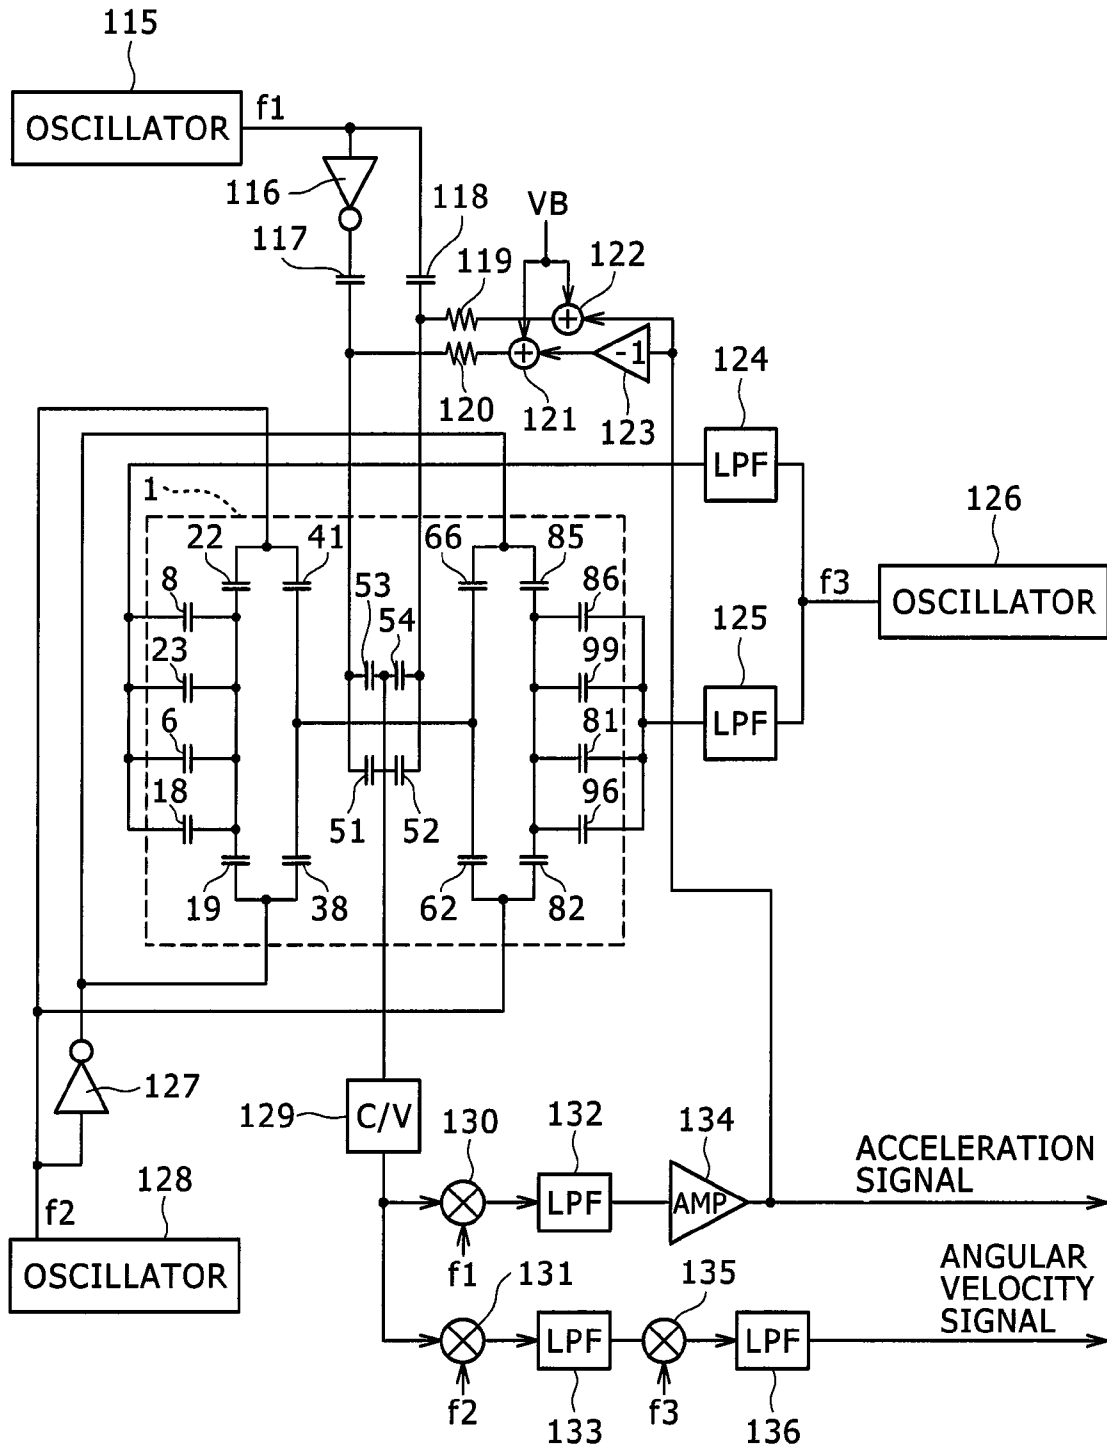 115
OSCILLATOR
f1
116
118
VB
117
119
122
-1
120
121
123
124
LPF
1
126
OSCILLATOR
f3
22
41
66
85
8
53
86
54
23
99
125
LPF
6
81
18
96
51
52
19
38
62
82
127
129
C/V
130
132
134
LPF
AMP
ACCELERATION
SIGNAL
128
f2
OSCILLATOR
f1
131
135
ANGULAR
VELOCITY
SIGNAL
LPF
LPF
f2
133
f3
136